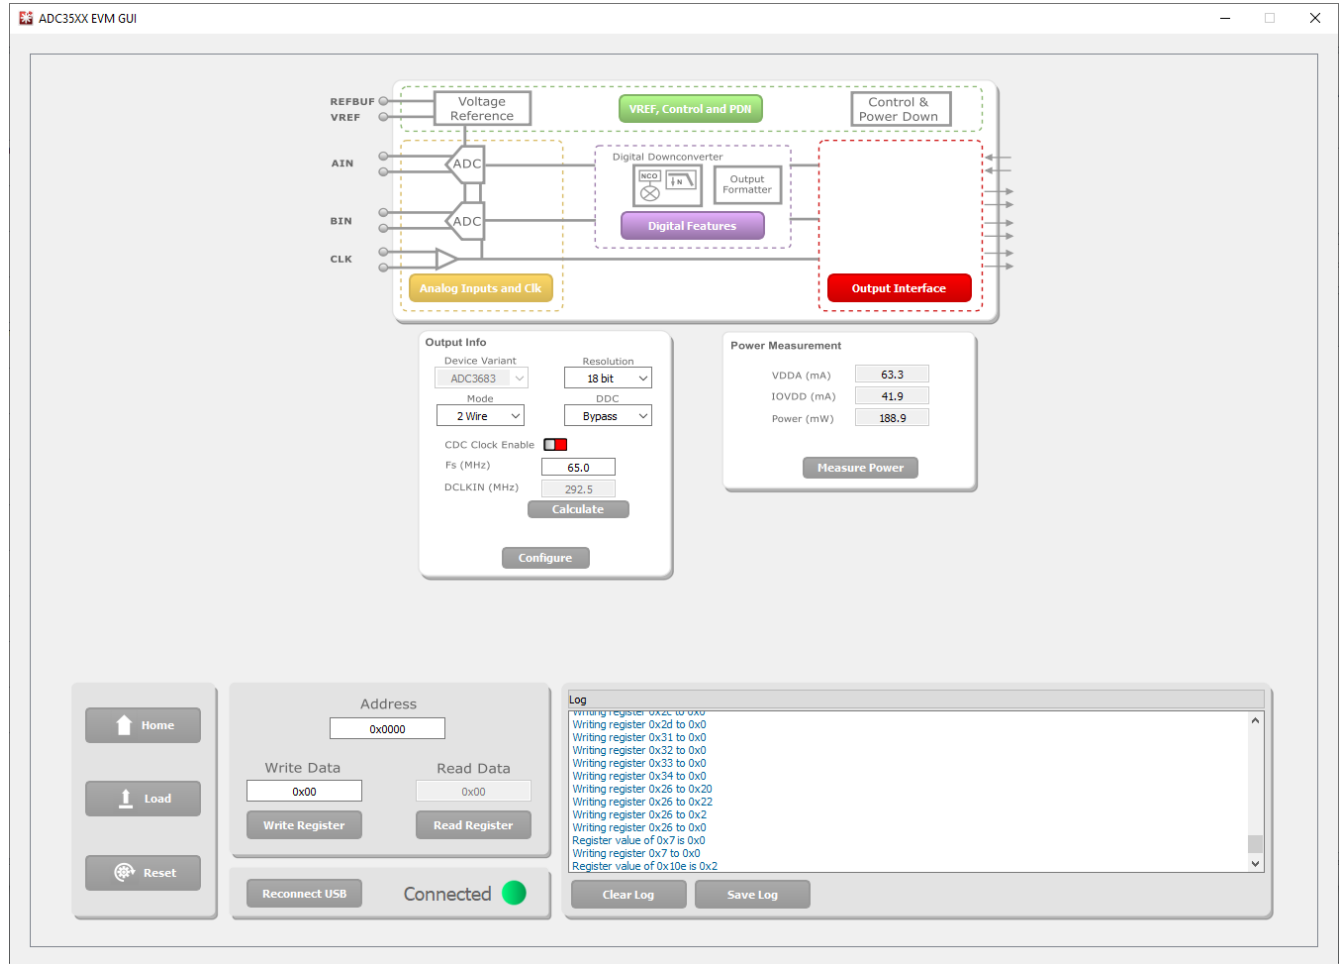 ADC35XX EVM GUI
REFBUF
VREF
Voltage
Reference
VREF, Control and PDN
Control &
Power Down
AIN
ADC
Digital Downconverter
NCO
N
Output
Formatter
BIN
ADC
Digital Features
CLK
Analog Inputs and Clk
Output Interface
Output Info
Device Variant
Resolution
ADC3683
18 bit
Mode
DDC
2 Wire
Bypass
CDC Clock Enable
Fs (MHz)
65.0
DCLKIN (MHz)
292.5
Calculate
Configure
Power Measurement
VDDA (mA)
63.3
IOVDD (mA)
41.9
Power (mW)
188.9
Measure Power
Home
Load
Reset
Address
0x0000
Write Data
Read Data
0x00
0x00
Write Register
Read Register
Reconnect USB
Connected
Log
Writing register 0x2c to 0x0
Writing register 0x2d to 0x0
Writing register 0x31 to 0x0
Writing register 0x32 to 0x0
Writing register 0x33 to 0x0
Writing register 0x34 to 0x0
Writing register 0x26 to 0x20
Writing register 0x26 to 0x22
Writing register 0x26 to 0x2
Writing register 0x26 to 0x0
Register value of 0x7 is 0x0
Writing register 0x7 to 0x0
Register value of 0x10e is 0x2
Clear Log
Save Log